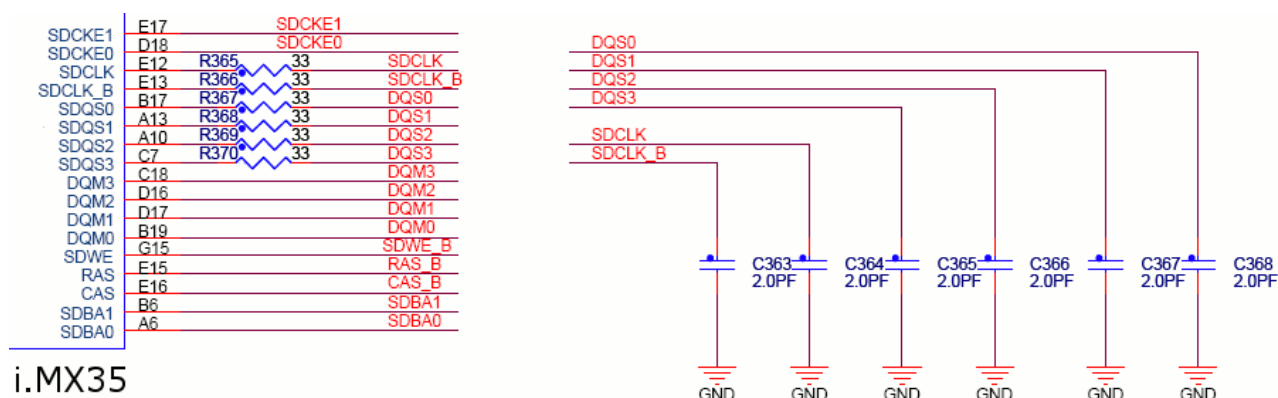 SDCKE1 E17 SDCKE1
SDCKE0 D18 SDCKE0 DQS0
SDCLK E12 R365 33 SDCLK DQS1
SDCLK_B E13 R366 33 SDCLK_B DQS2
SDQS0 B17 R367 33 DQS0 DQS3
SDQS1 A13 R368 33 DQS1
SDQS2 A10 R369 33 DQS2 SDCLK
SDQS3 C7 R370 33 DQS3 SDCLK_B
DQM3 C18 DQM3
DQM2 D16 DQM2
DQM1 D17 DQM1
DQM0 B19 DQM0
SDWE G15 SDWE_B
RAS E15 RAS_B
CAS E16 CAS_B
SDBA1 B6 SDBA1
SDBA0 A6 SDBA0
C363 C364 C365 C366 C367 C368
2.0PF 2.0PF 2.0PF 2.0PF 2.0PF 2.0PF
i.MX35
GND GND GND GND GND GND